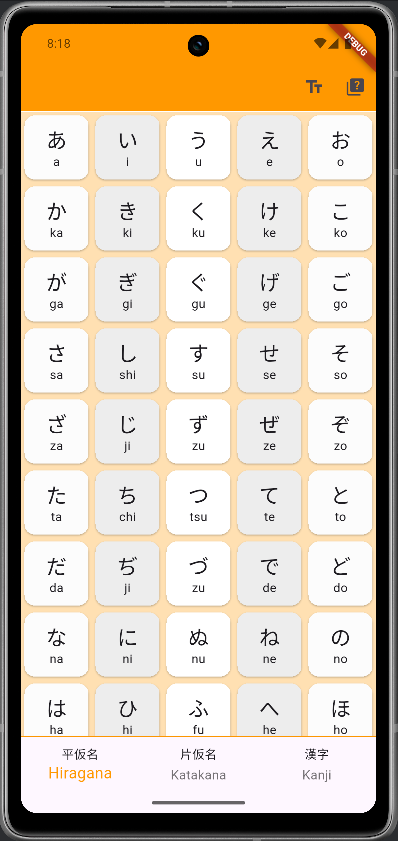 8:18
DEBUG
Tт
?
あ い う え お
a i u e o
か き く け こ
ka ki ku ke ko
が ぎ ぐ げ ご
ga gi gu ge go
さ し す せ そ
sa shi su se so
ざ じ ず ぜ ぞ
za ji zu ze zo
た ち つ て と
ta chi tsu te to
だ ぢ づ で ど
da ji zu de do
な に ぬ ね の
na ni nu ne no
は ひ ふ へ ほ
ha hi fu he ho
平仮名 片仮名 漢字
Hiragana Katakana Kanji